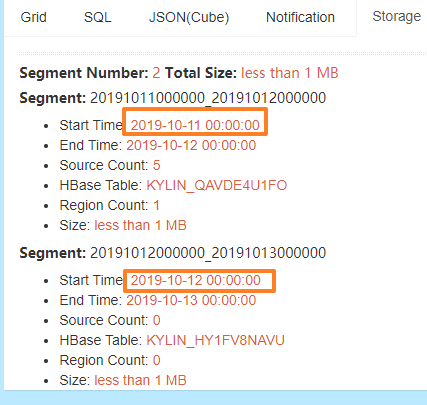 Grid SQL JSON(Cube) Notification Storage
Segment Number: 2 Total Size: less than 1 MB
Segment: 20191011000000_20191012000000
Start Time: 2019-10-11 00:00:00
End Time: 2019-10-12 00:00:00
Source Count: 5
HBase Table: KYLIN_QAVDE4U1FO
Region Count: 1
Size: less than 1 MB
Segment: 20191012000000_20191013000000
Start Time: 2019-10-12 00:00:00
End Time: 2019-10-13 00:00:00
Source Count: 0
HBase Table: KYLIN_HY1FV8NAVU
Region Count: 0
Size: less than 1 MB